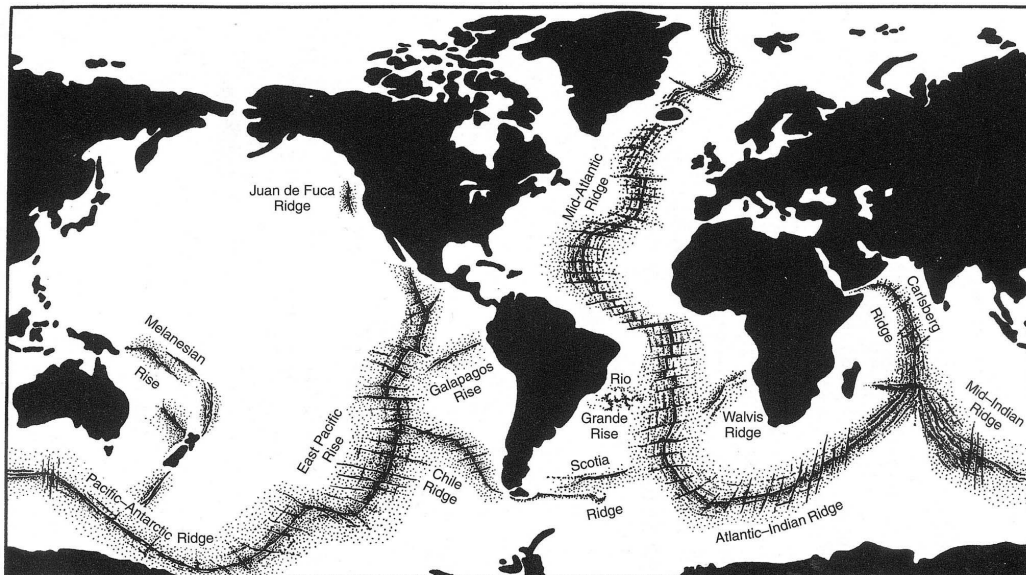 Juan de Fuca
Ridge
Mid-Atlantic
Ridge
Melanesian
Rise
East Pacific
Rise
Galapagos
Rise
Chile
Ridge
Rio
Grande
Rise
Scotia
Ridge
Walvis
Ridge
Carlsberg
Ridge
Mid-Indian
Ridge
Pacific–Antarctic Ridge
Atlantic–Indian Ridge